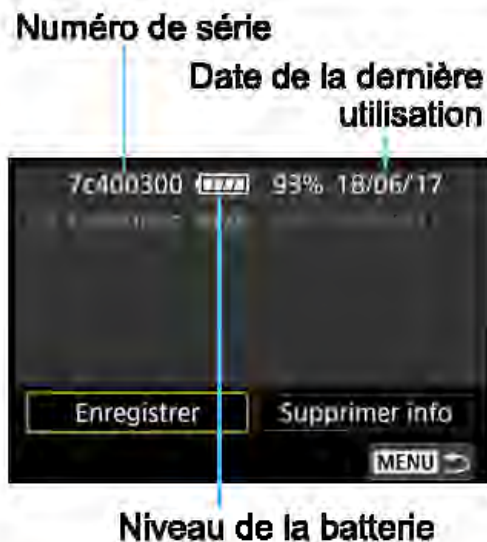 Numéro de série
Date de la dernière
utilisation
7c400300 93% 18/06/'17
Enregistrer Supprimer info
MENU
Niveau de la batterie